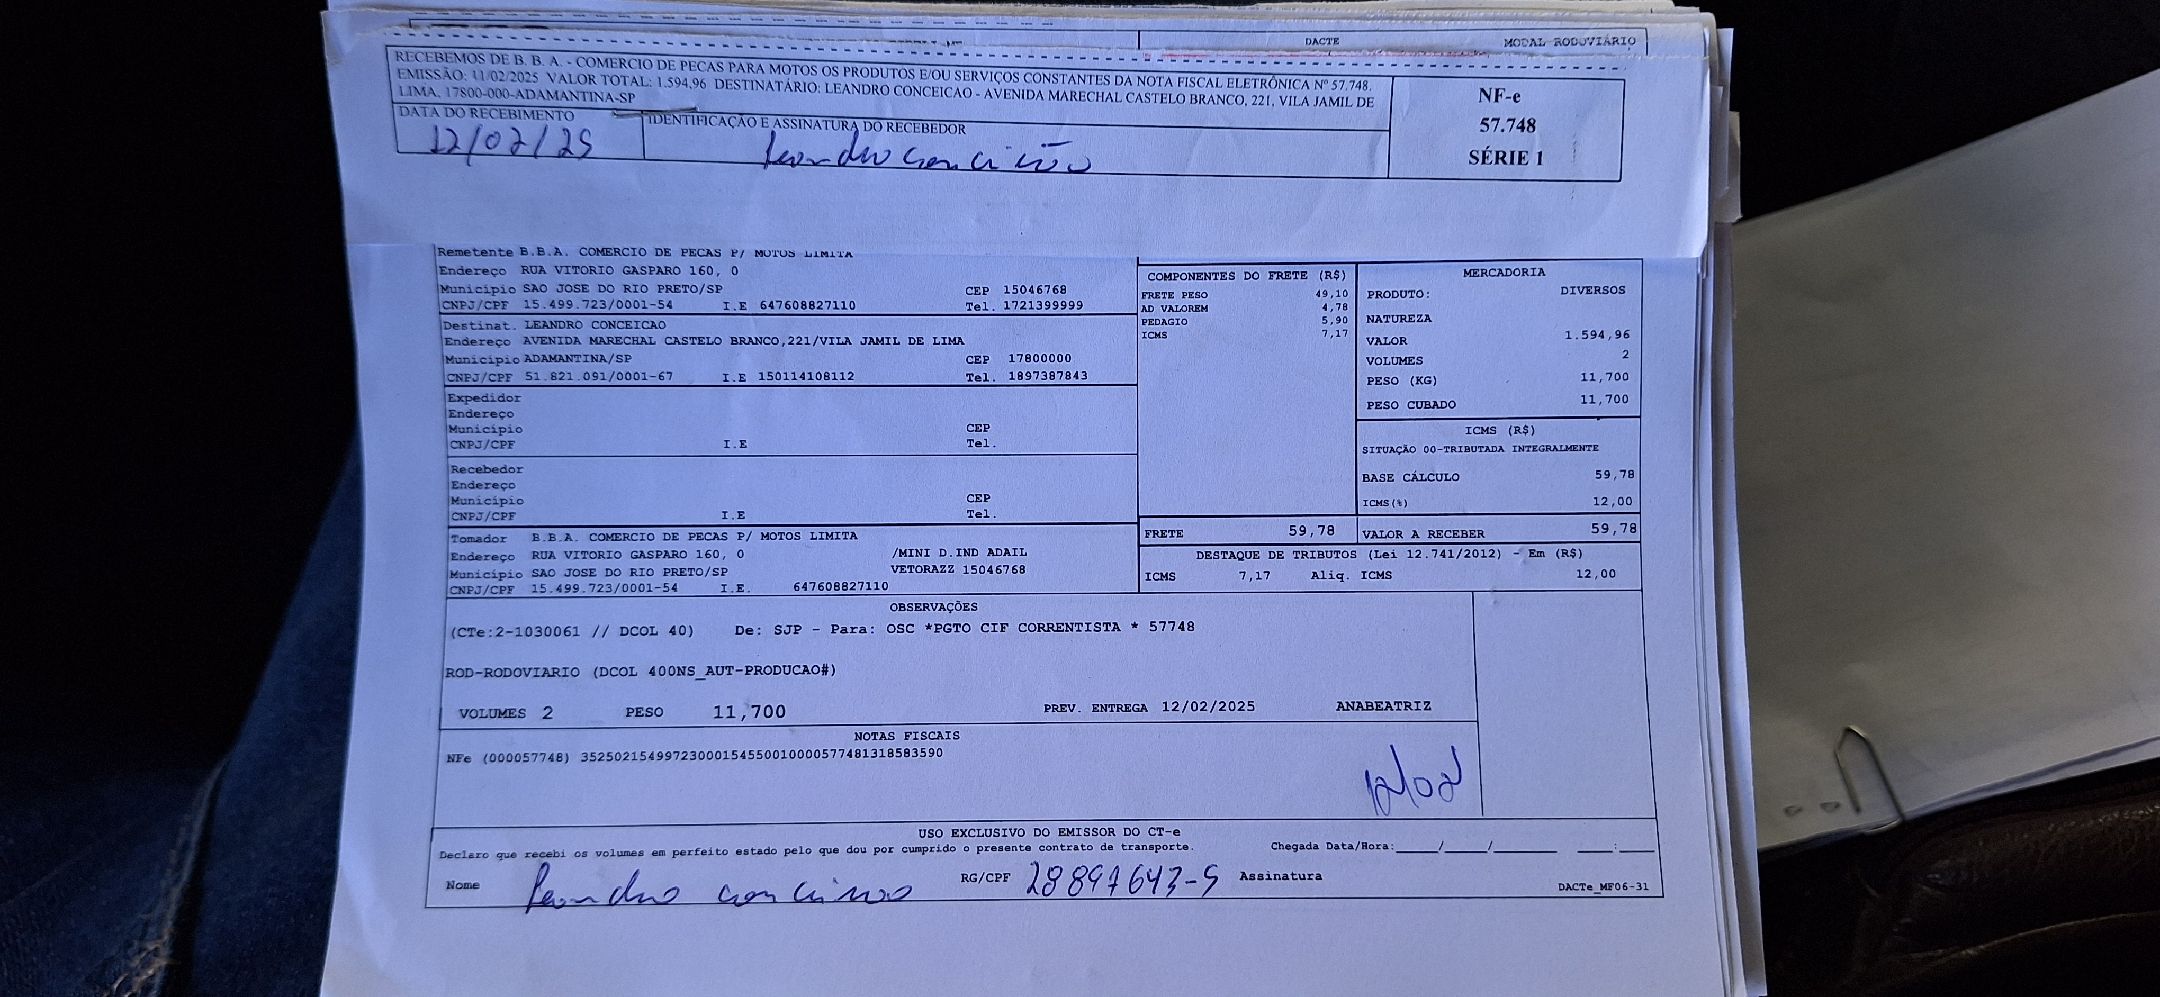 DACTE MODAL RODOVIÁRIO
RECEBEMOS DE B. B. A. - COMERCIO DE PECAS PARA MOTOS OS PRODUTOS E/OU SERVIÇOS CONSTANTES DA NOTA FISCAL ELETRÔNICA Nº 57.748,
EMISSÃO: 11/02/2025 VALOR TOTAL: 1.594,96 DESTINATÁRIO: LEANDRO CONCEICAO - AVENIDA MARECHAL CASTELO BRANCO, 221, VILA JAMIL DE
LIMA, 17800-000-ADAMANTINA-SP
DATA DO RECEBIMENTO
12/02/25
IDENTIFICAÇÃO E ASSINATURA DO RECEBEDOR
NF-e
57.748
SÉRIE 1
Remetente B.B.A. COMERCIO DE PECAS P/ MOTOS LIMITA
Endereço RUA VITORIO GASPARO 160, 0
Município SAO JOSE DO RIO PRETO/SP CEP 15046768
CNPJ/CPF 15.499.723/0001-54 I.E 647608827110 Tel. 1721399999
Destinat. LEANDRO CONCEICAO
Endereço AVENIDA MARECHAL CASTELO BRANCO,221/VILA JAMIL DE LIMA
Município ADAMANTINA/SP CEP 17800000
CNPJ/CPF 51.821.091/0001-67 I.E 150114108112 Tel. 1897387843
Expedidor
Endereço
Município CEP
CNPJ/CPF I.E Tel.
Recebedor
Endereço
Município CEP
CNPJ/CPF I.E Tel.
Tomador B.B.A. COMERCIO DE PECAS P/ MOTOS LIMITA
Endereço RUA VITORIO GASPARO 160, 0 /MINI D.IND ADAIL
Município SAO JOSE DO RIO PRETO/SP VETORAZZ 15046768
CNPJ/CPF 15.499.723/0001-54 I.E. 647608827110
COMPONENTES DO FRETE (R$)
FRETE PESO 49,10
AD VALOREM 4,78
PEDAGIO 5,90
ICMS 7,17
FRETE 59,78
MERCADORIA
PRODUTO: DIVERSOS
NATUREZA
VALOR 1.594,96
VOLUMES 2
PESO (KG) 11,700
PESO CUBADO 11,700
ICMS (R$)
SITUAÇÃO 00-TRIBUTADA INTEGRALMENTE
BASE CÁLCULO 59,78
ICMS(%) 12,00
VALOR A RECEBER 59,78
DESTAQUE DE TRIBUTOS (Lei 12.741/2012) - Em (R$)
ICMS 7,17 Aliq. ICMS 12,00
OBSERVAÇÕES
(CTe:2-1030061 // DCOL 40) De: SJP - Para: OSC *PGTO CIF CORRENTISTA * 57748
ROD-RODOVIARIO (DCOL 400NS_AUT-PRODUCAO#)
VOLUMES 2 PESO 11,700 PREV. ENTREGA 12/02/2025 ANABEATRIZ
NOTAS FISCAIS
NFe (000057748) 35250215499723000154550010000577481318583590
12/02
USO EXCLUSIVO DO EMISSOR DO CT-e
Declaro que recebi os volumes em perfeito estado pelo que dou por cumprido o presente contrato de transporte. Chegada Data/Hora:____/____/______ ___:___
Nome RG/CPF 28897643-5 Assinatura
DACTe_MF06-31